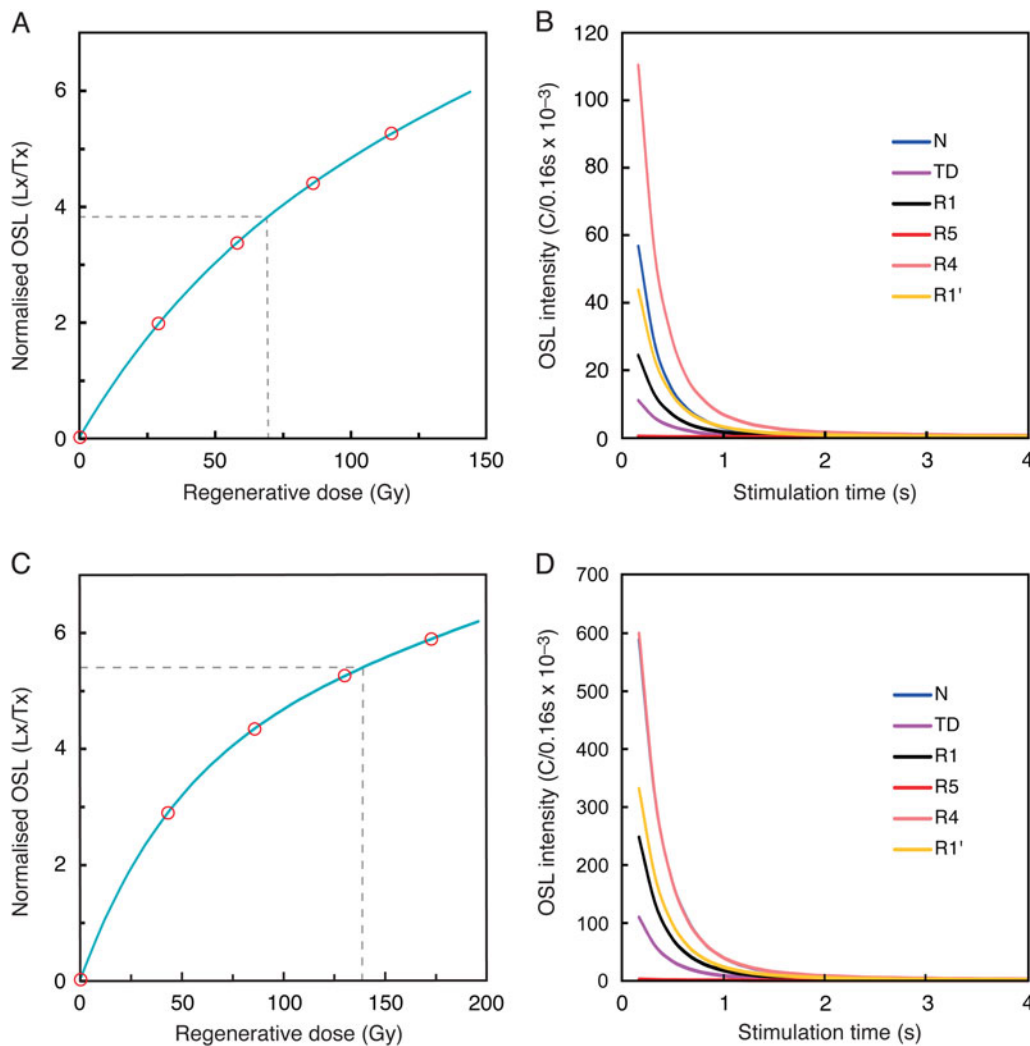 A
Normalised OSL (Lx/Tx)
6
4
2
0
0
50
100
150
Regenerative dose (Gy)
B
OSL intensity (C/0.16s x 10⁻³)
120
100
80
60
40
20
0
0
1
2
3
4
Stimulation time (s)
N
TD
R1
R5
R4
R1'
C
Normalised OSL (Lx/Tx)
6
4
2
0
0
50
100
150
200
Regenerative dose (Gy)
D
OSL intensity (C/0.16s x 10⁻³)
700
600
500
400
300
200
100
0
0
1
2
3
4
Stimulation time (s)
N
TD
R1
R5
R4
R1'